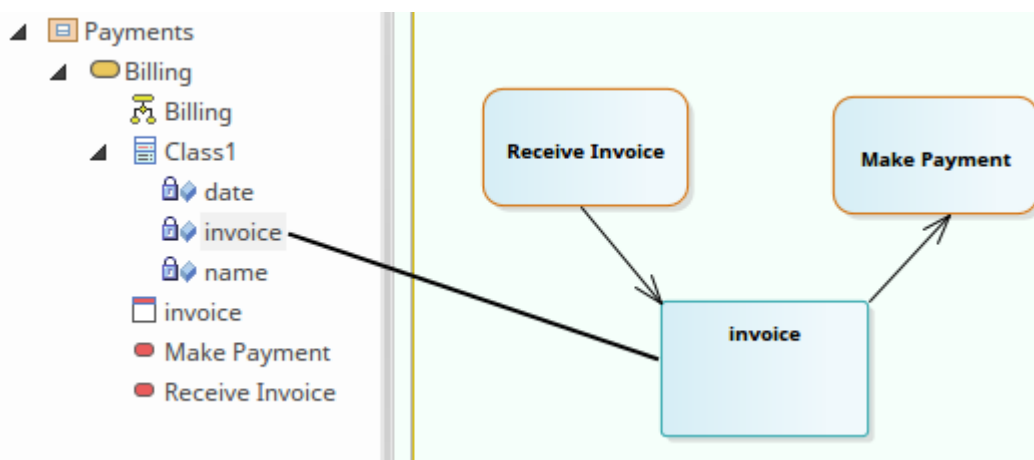 Payments
Billing
Billing
Class1
date
invoice
name
invoice
Make Payment
Receive Invoice
Receive Invoice
Make Payment
invoice